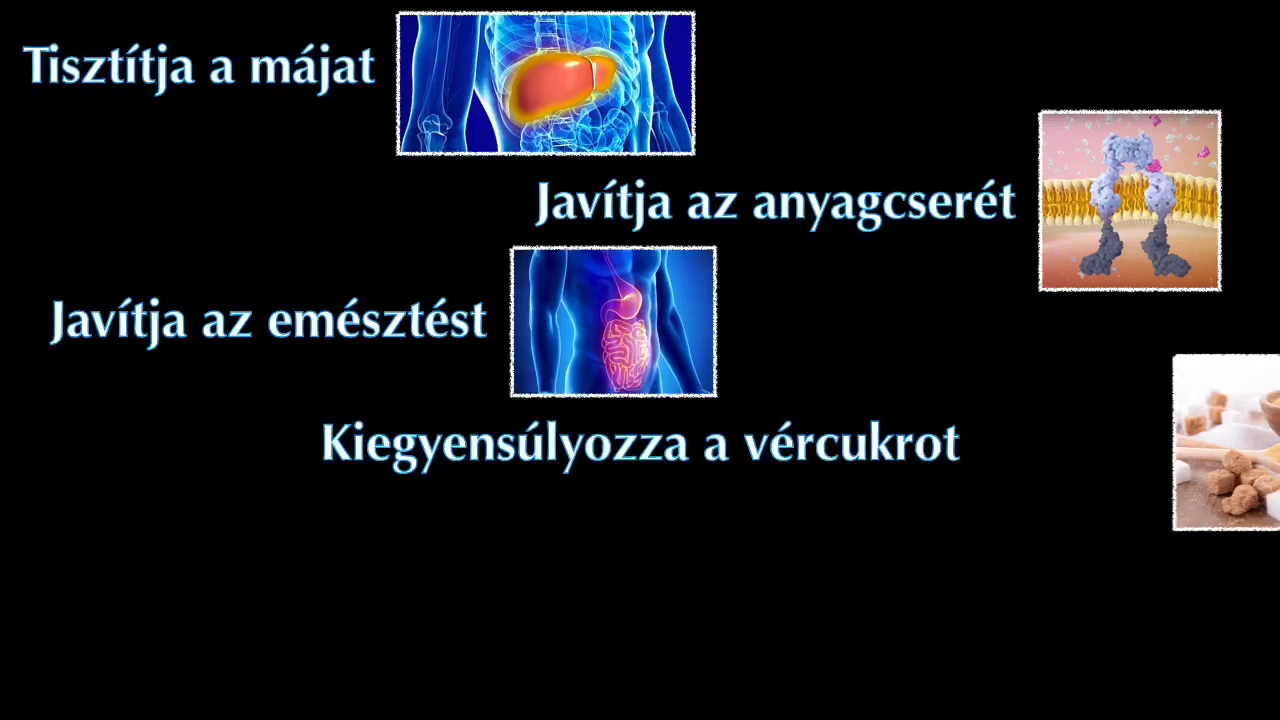 Tisztítja a májat
Javítja az anyagcserét
Javítja az emésztést
Kiegyensúlyozza a vércukrot